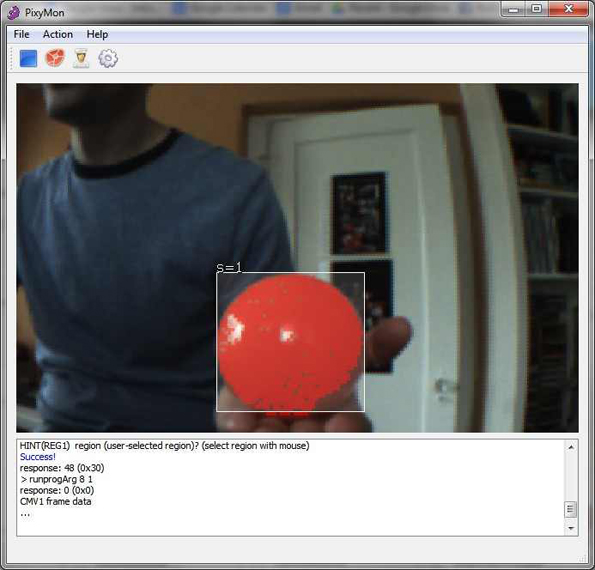 PixyMon
File Action Help
s=1
HINT(REG1) region (user-selected region)? (select region with mouse)
Success!
response: 48 (0x30)
> runprogArg 8 1
response: 0 (0x0)
CMV1 frame data
...